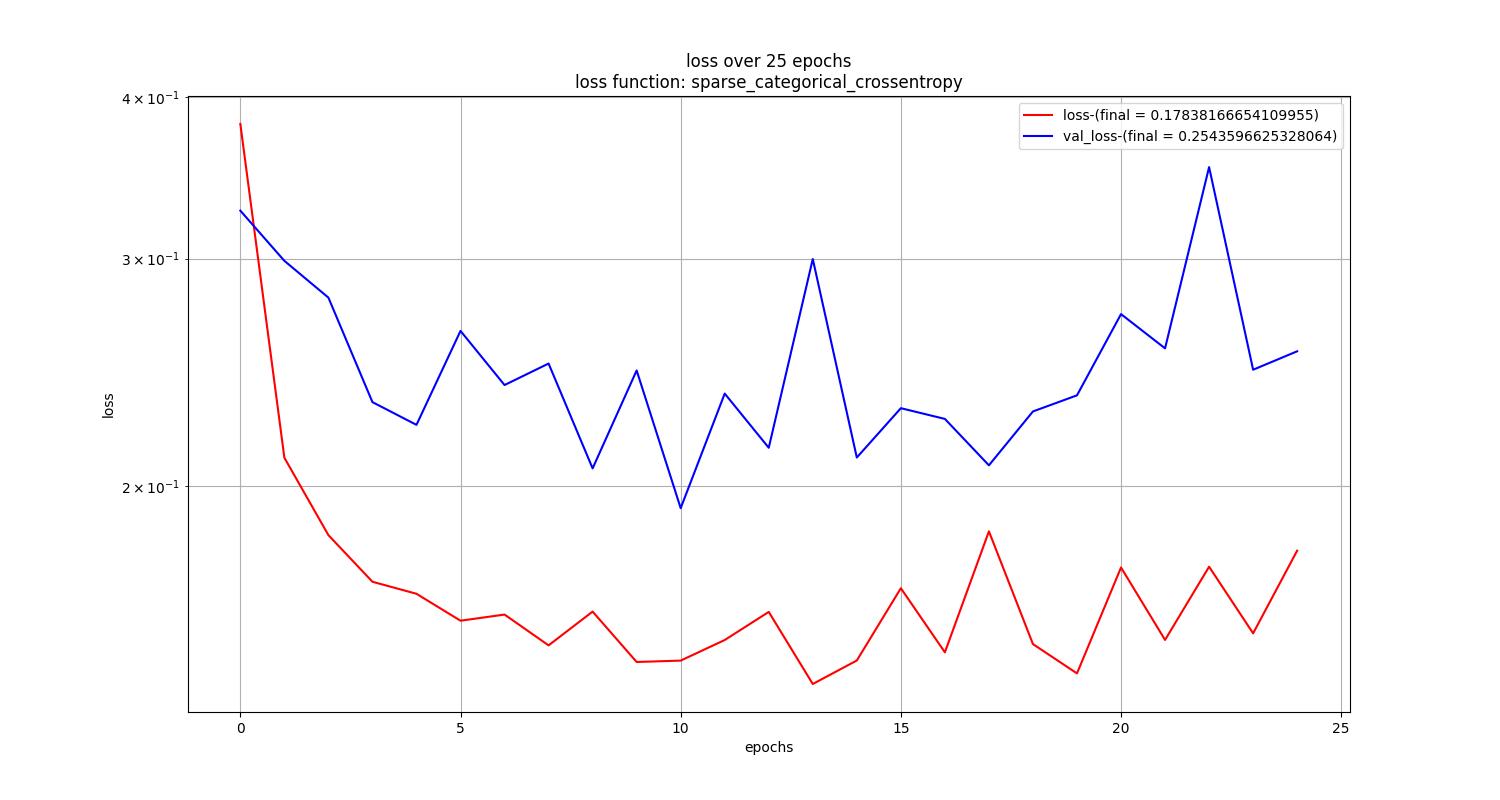 loss over 25 epochs
loss function: sparse_categorical_crossentropy
4 × 10⁻¹
3 × 10⁻¹
2 × 10⁻¹
loss
loss-(final = 0.17838166654109955)
val_loss-(final = 0.2543596625328064)
0 5 10 15 20 25
epochs